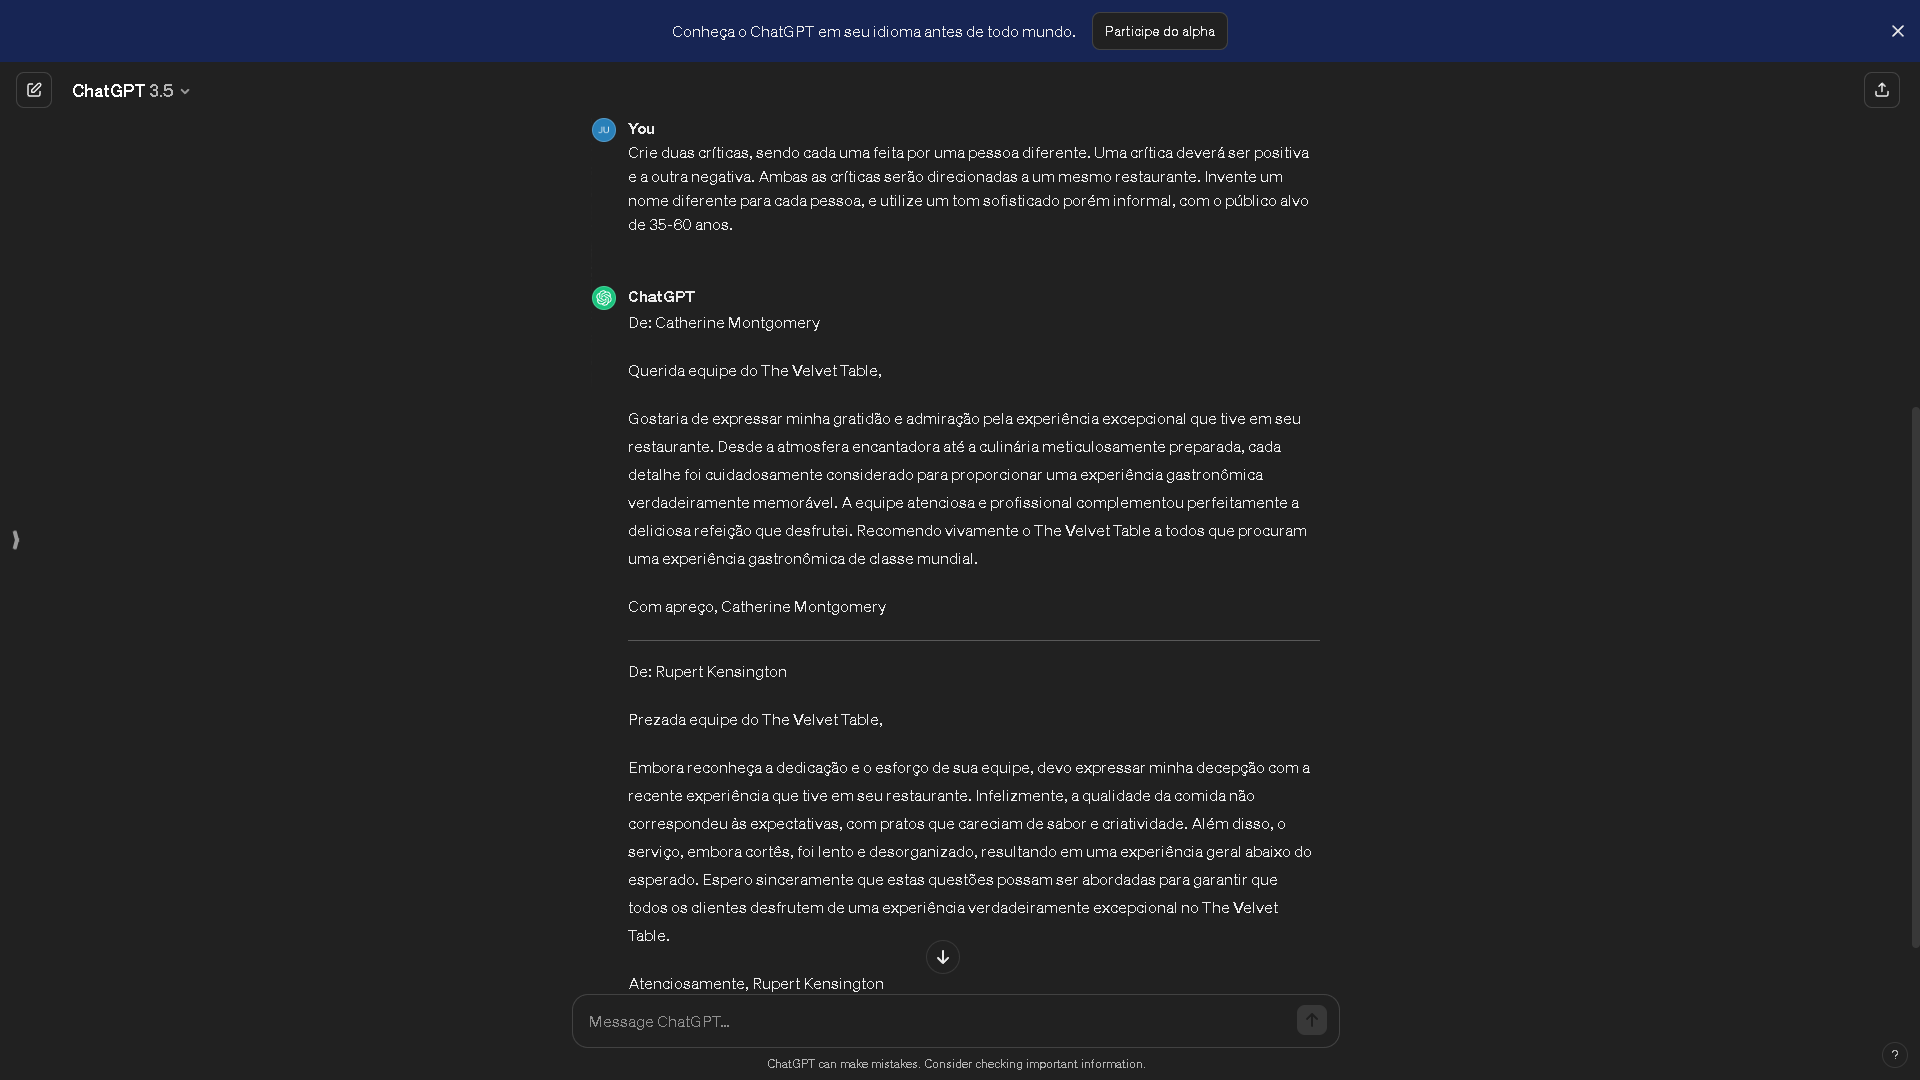 Conheça o ChatGPT em seu idioma antes de todo mundo. Participe do alpha
ChatGPT 3.5
JU You
Crie duas críticas, sendo cada uma feita por uma pessoa diferente. Uma crítica deverá ser positiva
e a outra negativa. Ambas as críticas serão direcionadas a um mesmo restaurante. Invente um
nome diferente para cada pessoa, e utilize um tom sofisticado porém informal, com o público alvo
de 35-60 anos.
ChatGPT
De: Catherine Montgomery
Querida equipe do The Velvet Table,
Gostaria de expressar minha gratidão e admiração pela experiência excepcional que tive em seu
restaurante. Desde a atmosfera encantadora até a culinária meticulosamente preparada, cada
detalhe foi cuidadosamente considerado para proporcionar uma experiência gastronômica
verdadeiramente memorável. A equipe atenciosa e profissional complementou perfeitamente a
deliciosa refeição que desfrutei. Recomendo vivamente o The Velvet Table a todos que procuram
uma experiência gastronômica de classe mundial.
Com apreço, Catherine Montgomery
De: Rupert Kensington
Prezada equipe do The Velvet Table,
Embora reconheça a dedicação e o esforço de sua equipe, devo expressar minha decepção com a
recente experiência que tive em seu restaurante. Infelizmente, a qualidade da comida não
correspondeu às expectativas, com pratos que careciam de sabor e criatividade. Além disso, o
serviço, embora cortês, foi lento e desorganizado, resultando em uma experiência geral abaixo do
esperado. Espero sinceramente que estas questões possam ser abordadas para garantir que
todos os clientes desfrutem de uma experiência verdadeiramente excepcional no The Velvet
Table.
Atenciosamente, Rupert Kensington
Message ChatGPT...
ChatGPT can make mistakes. Consider checking important information.
?